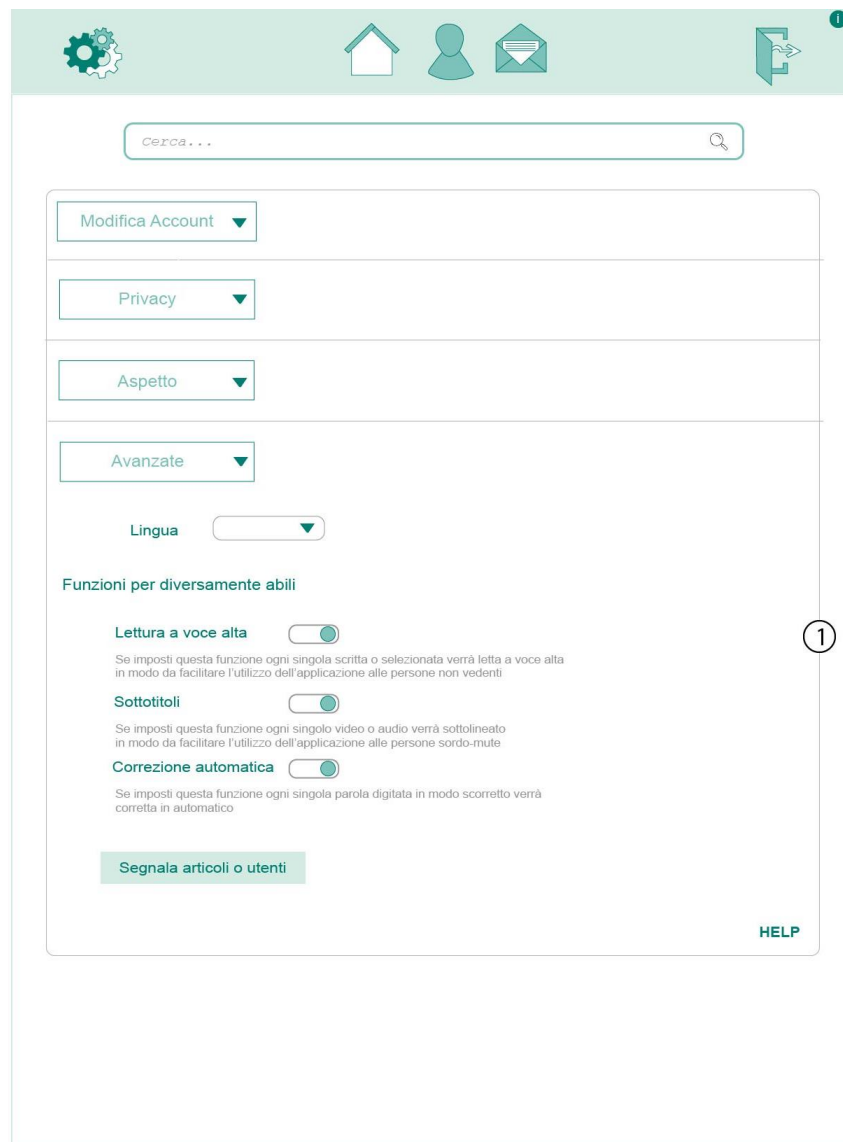 i
Cerca...
Modifica Account
Privacy
Aspetto
Avanzate
Lingua
Funzioni per diversamente abili
Lettura a voce alta
1
Se imposti questa funzione ogni singola scritta o selezionata verrà letta a voce alta
in modo da facilitare l'utilizzo dell'applicazione alle persone non vedenti
Sottotitoli
Se imposti questa funzione ogni singolo video o audio verrà sottolineato
in modo da facilitare l'utilizzo dell'applicazione alle persone sordo-mute
Correzione automatica
Se imposti questa funzione ogni singola parola digitata in modo scorretto verrà
corretta in automatico
Segnala articoli o utenti
HELP